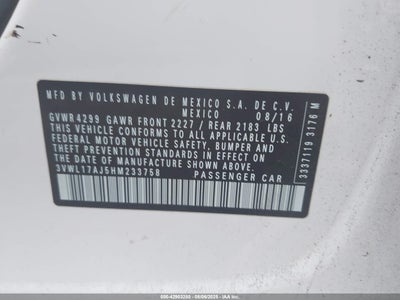 MFD BY VOLKSWAGEN DE MEXICO S.A. DE C.V.
MEXICO 08/16
GVWR4299 GAWR FRONT 2227 / REAR 2183 LBS
THIS VEHICLE CONFORMS TO ALL APPLICABLE U.S.
FEDERAL MOTOR VEHICLE SAFETY, BUMPER AND
THEFT PREVENTION STANDARDS IN EFFECT ON
THE DATE OF MANUFACTURE SHOWN ABOVE.
3VWL17AJ5HM233758 PASSENGER CAR
3337119 3176 M